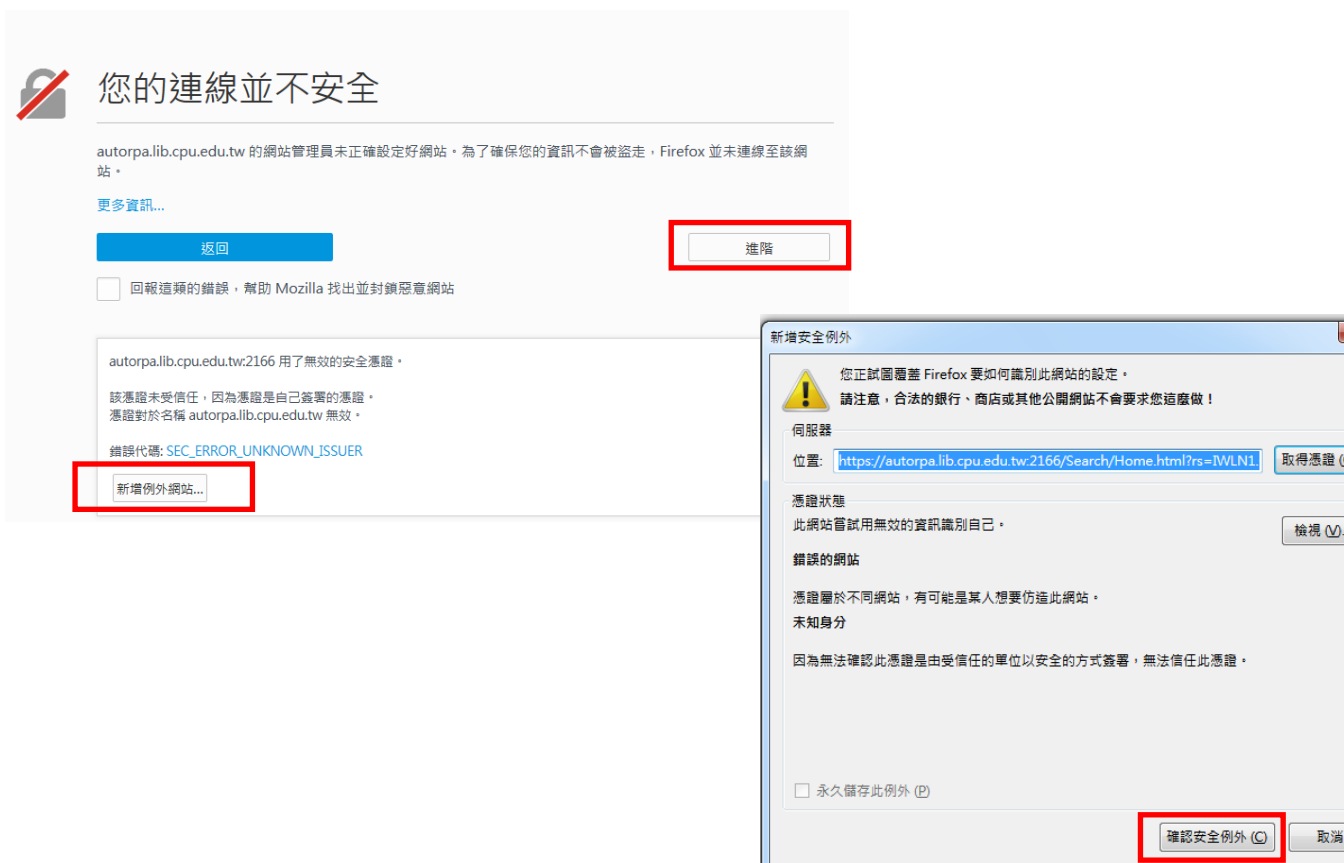 您的連線並不安全
autorpa.lib.cpu.edu.tw 的網站管理員未正確設定好網站。為了確保您的資訊不會被盜走，Firefox 並未連線至該網
站。
更多資訊...
返回
進階
回報這類的錯誤，幫助 Mozilla 找出並封鎖惡意網站
autorpa.lib.cpu.edu.tw:2166 用了無效的安全憑證。
該憑證未受信任，因為憑證是自己簽署的憑證。
憑證對於名稱 autorpa.lib.cpu.edu.tw 無效。
錯誤代碼: SEC_ERROR_UNKNOWN_ISSUER
新增例外網站...
新增安全例外
您正試圖覆蓋 Firefox 要如何識別此網站的設定。
請注意，合法的銀行、商店或其他公開網站不會要求您這麼做！
伺服器
位置: https://autorpa.lib.cpu.edu.tw:2166/Search/Home.html?rs=IWLN1.
取得憑證 (
憑證狀態
此網站嘗試用無效的資訊識別自己。
檢視 (V).
錯誤的網站
憑證屬於不同網站，有可能是某人想要仿造此網站。
未知身分
因為無法確認此憑證是由受信任的單位以安全的方式簽署，無法信任此憑證。
永久儲存此例外 (P)
確認安全例外 (C)
取消